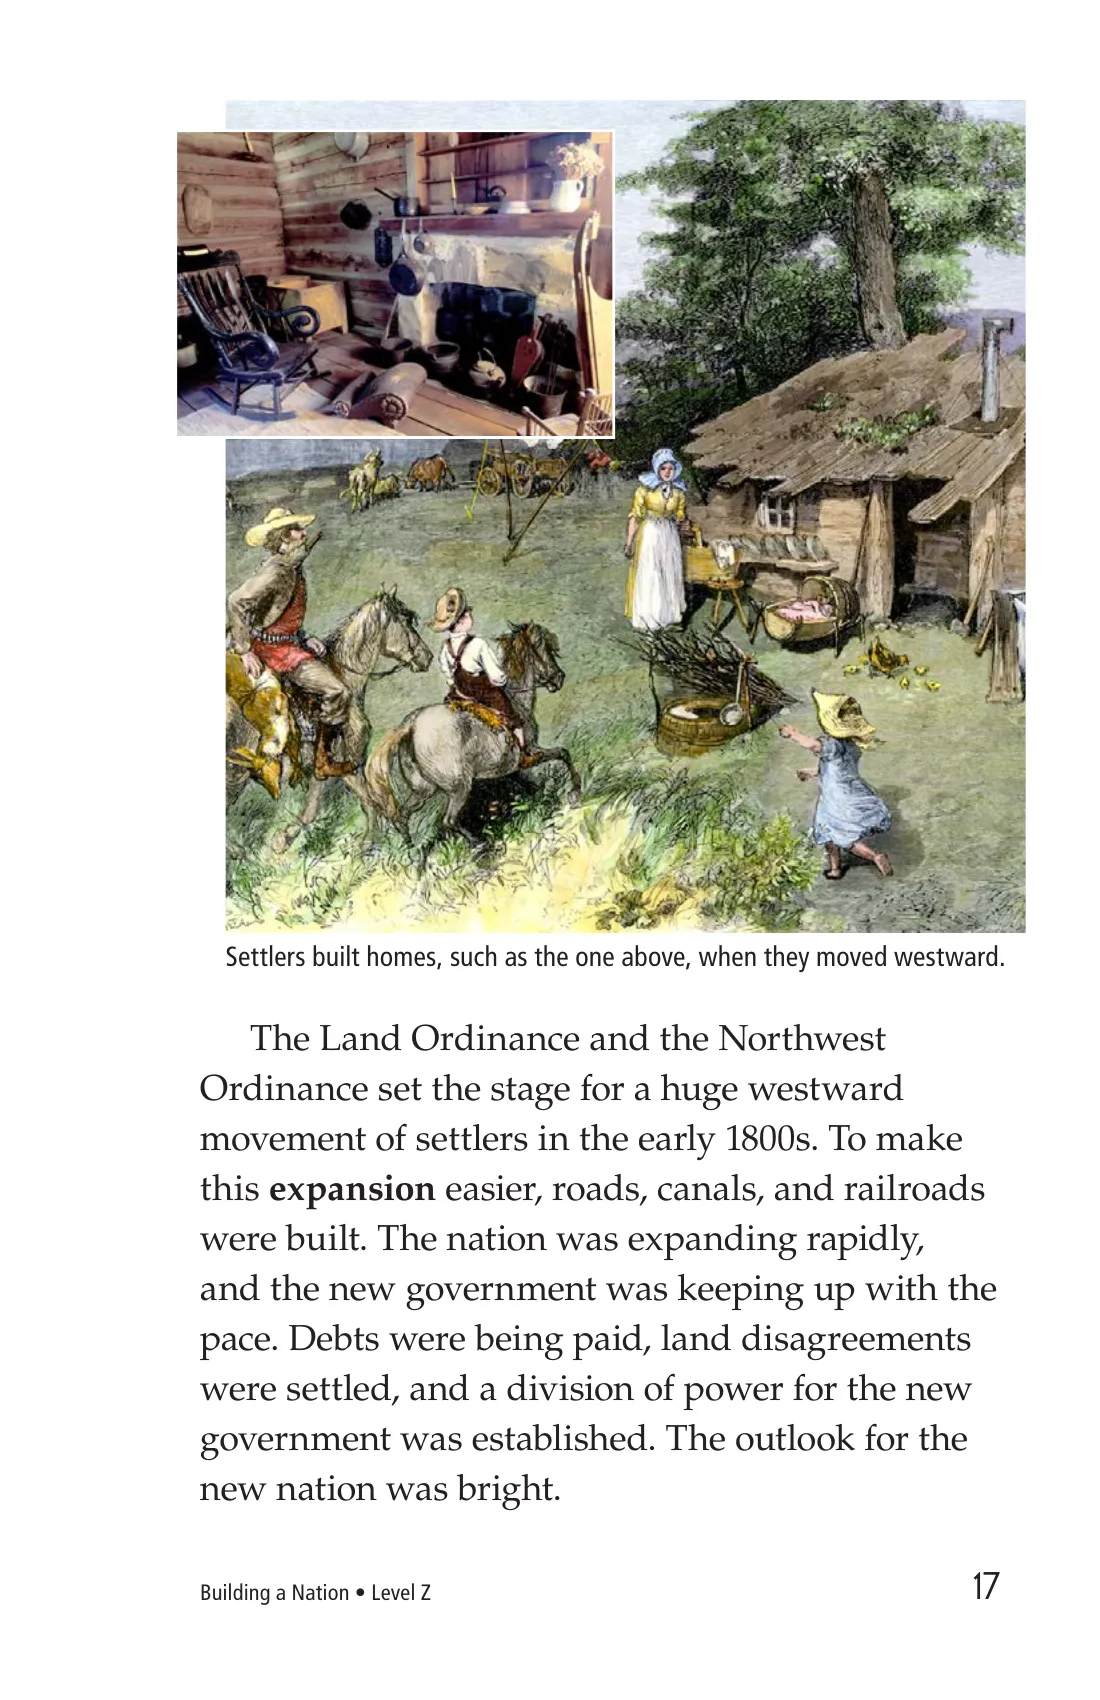 Settlers built homes, such as the one above, when they moved westward.
The Land Ordinance and the Northwest
Ordinance set the stage for a huge westward
movement of settlers in the early 1800s. To make
this expansion easier, roads, canals, and railroads
were built. The nation was expanding rapidly,
and the new government was keeping up with the
pace. Debts were being paid, land disagreements
were settled, and a division of power for the new
government was established. The outlook for the
new nation was bright.
Building a Nation • Level Z
17